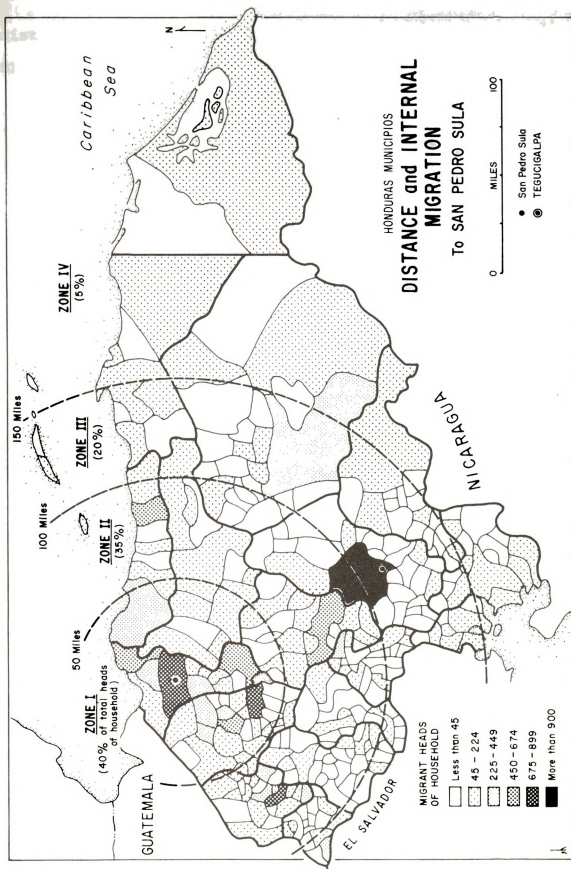 HONDURAS MUNICIPIOS
DISTANCE and INTERNAL
MIGRATION
To SAN PEDRO SULA
MILES
0
100
San Pedro Sula
TEGUCIGALPA
N
Caribbean
Sea
ZONE IV
(5%)
150 Miles
ZONE III
(20%)
100 Miles
ZONE II
(35%)
50 Miles
ZONE I
(40% of total heads
of household)
GUATEMALA
EL SALVADOR
NICARAGUA
MIGRANT HEADS
OF HOUSEHOLD
Less than 45
45 - 224
225 - 449
450 - 674
675 - 899
More than 900